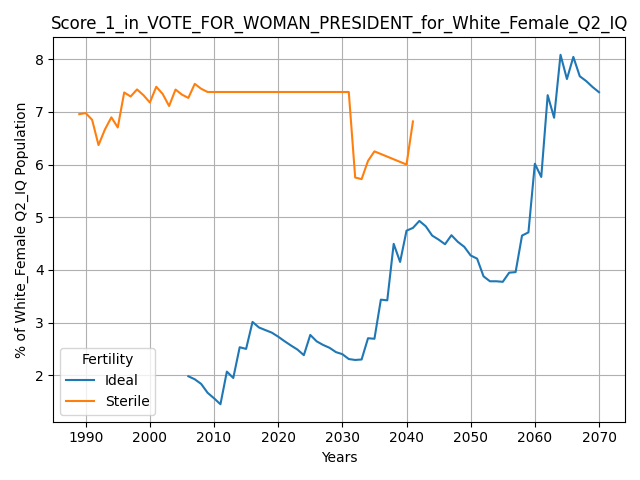 Score_1_in_VOTE_FOR_WOMAN_PRESIDENT_for_White_Female_Q2_IQ
% of White_Female Q2_IQ Population
8
7
6
5
4
3
2
Fertility
Ideal
Sterile
1990 2000 2010 2020 2030 2040 2050 2060 2070
Years